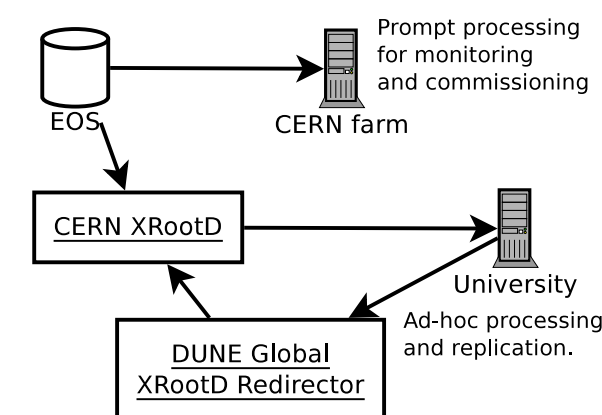 Prompt processing
for monitoring
and commissioning
EOS
CERN farm
CERN XRootD
University
Ad-hoc processing
and replication.
DUNE Global
XRootD Redirector